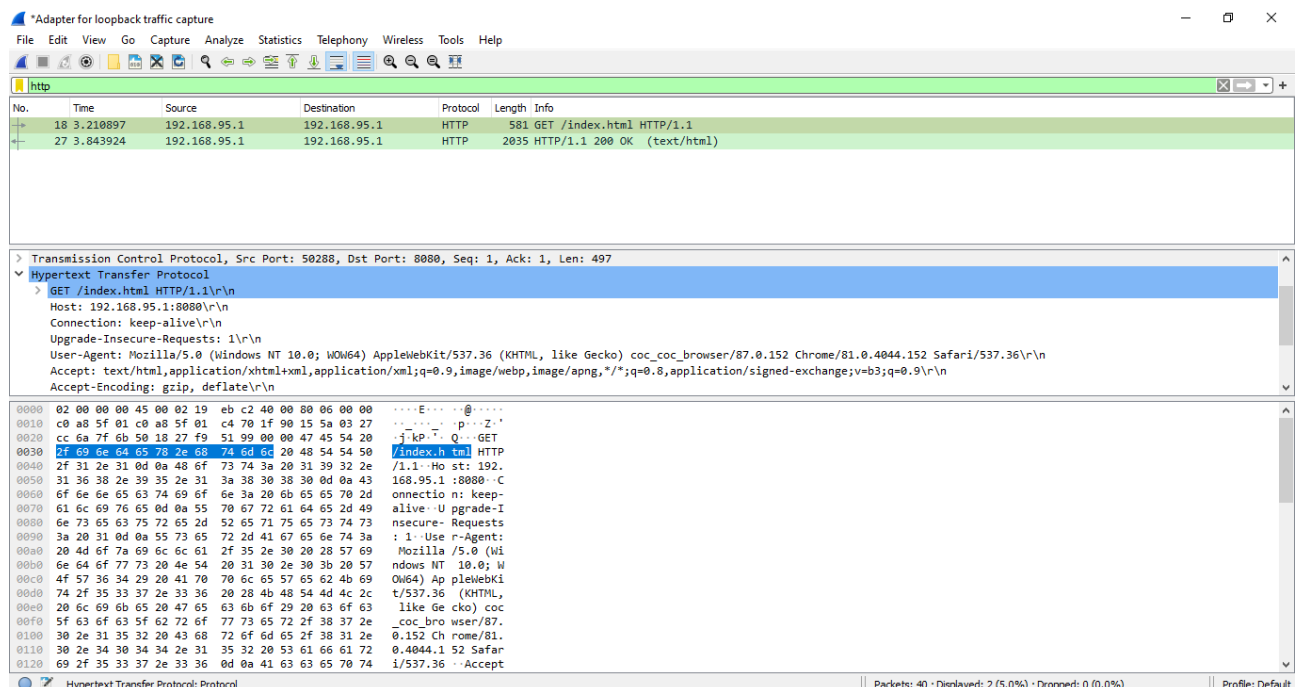 *Adapter for loopback traffic capture
File Edit View Go Capture Analyze Statistics Telephony Wireless Tools Help
http
No. Time Source Destination Protocol Length Info
18 3.210897 192.168.95.1 192.168.95.1 HTTP 581 GET /index.html HTTP/1.1
27 3.843924 192.168.95.1 192.168.95.1 HTTP 2035 HTTP/1.1 200 OK (text/html)
> Transmission Control Protocol, Src Port: 50288, Dst Port: 8080, Seq: 1, Ack: 1, Len: 497
Hypertext Transfer Protocol
> GET /index.html HTTP/1.1\r\n
Host: 192.168.95.1:8080\r\n
Connection: keep-alive\r\n
Upgrade-Insecure-Requests: 1\r\n
User-Agent: Mozilla/5.0 (Windows NT 10.0; WOW64) AppleWebKit/537.36 (KHTML, like Gecko) coc_coc_browser/87.0.152 Chrome/81.0.4044.152 Safari/537.36\r\n
Accept: text/html,application/xhtml+xml,application/xml;q=0.9,image/webp,image/apng,*/*;q=0.8,application/signed-exchange;v=b3;q=0.9\r\n
Accept-Encoding: gzip, deflate\r\n
0000 02 00 00 00 45 00 02 19 eb c2 40 00 80 06 00 00 ····E··· ··@·····
0010 c0 a8 5f 01 c0 a8 5f 01 c4 70 1f 90 15 5a 03 27 ··_···_· ·p···Z·'
0020 cc 6a 7f 6b 50 18 27 f9 51 99 00 00 47 45 54 20 ·j·kP·'· Q···GET
0030 2f 69 6e 64 65 78 2e 68 74 6d 6c 20 48 54 54 50 /index.h tml HTTP
0040 2f 31 2e 31 0d 0a 48 6f 73 74 3a 20 31 39 32 2e /1.1··Ho st: 192.
0050 31 36 38 2e 39 35 2e 31 3a 38 30 38 30 0d 0a 43 168.95.1 :8080··C
0060 6f 6e 6e 65 63 74 69 6f 6e 3a 20 6b 65 65 70 2d onnectio n: keep-
0070 61 6c 69 76 65 0d 0a 55 70 67 72 61 64 65 2d 49 alive··U pgrade-I
0080 6e 73 65 63 75 72 65 2d 52 65 71 75 65 73 74 73 nsecure- Requests
0090 3a 20 31 0d 0a 55 73 65 72 2d 41 67 65 6e 74 3a : 1··Use r-Agent:
00a0 20 4d 6f 7a 69 6c 6c 61 2f 35 2e 30 20 28 57 69 Mozilla /5.0 (Wi
00b0 6e 64 6f 77 73 20 4e 54 20 31 30 2e 30 3b 20 57 ndows NT 10.0; W
00c0 4f 57 36 34 29 20 41 70 70 6c 65 57 65 62 4b 69 OW64) Ap pleWebKi
00d0 74 2f 35 33 37 2e 33 36 20 28 4b 48 54 4d 4c 2c t/537.36 (KHTML,
00e0 20 6c 69 6b 65 20 47 65 63 6b 6f 29 20 63 6f 63 like Ge cko) coc
00f0 5f 63 6f 63 5f 62 72 6f 77 73 65 72 2f 38 37 2e _coc_bro wser/87.
0100 30 2e 31 35 32 20 43 68 72 6f 6d 65 2f 38 31 2e 0.152 Ch rome/81.
0110 30 2e 34 30 34 34 2e 31 35 32 20 53 61 66 61 72 0.4044.1 52 Safar
0120 69 2f 35 33 37 2e 33 36 0d 0a 41 63 63 65 70 74 i/537.36 ··Accept
Hypertext Transfer Protocol: Protocol Packets: 40 · Displayed: 2 (5.0%) · Dropped: 0 (0.0%) Profile: Default